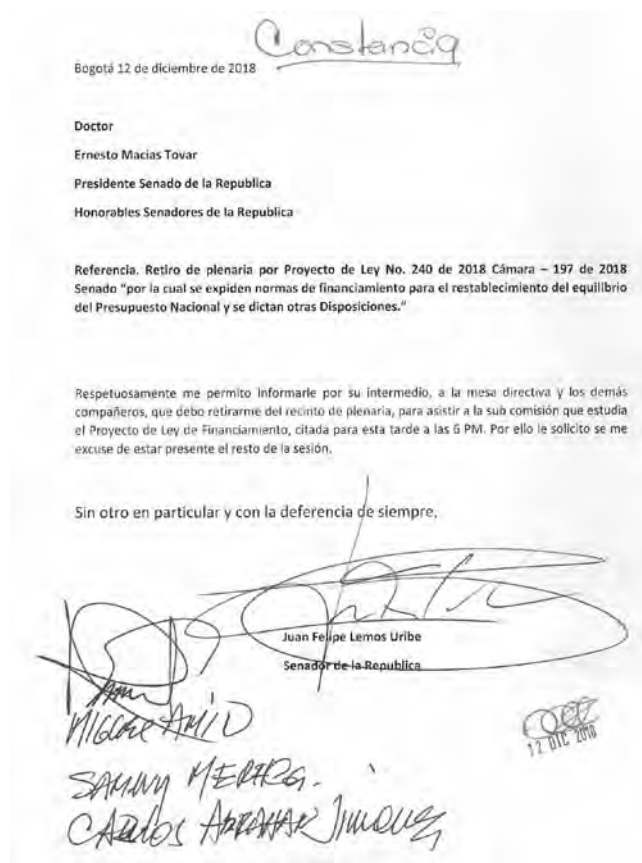 Constancia
Bogotá 12 de diciembre de 2018
Doctor
Ernesto Macias Tovar
Presidente Senado de la Republica
Honorables Senadores de la Republica
Referencia. Retiro de plenaria por Proyecto de Ley No. 240 de 2018 Cámara – 197 de 2018
Senado "por la cual se expiden normas de financiamiento para el restablecimiento del equilibrio
del Presupuesto Nacional y se dictan otras Disposiciones."
Respetuosamente me permito informarle por su intermedio, a la mesa directiva y los demás
compañeros, que debo retirarme del recinto de plenaria, para asistir a la sub comisión que estudia
el Proyecto de Ley de Financiamiento, citada para esta tarde a las 6 PM. Por ello le solicito se me
excuse de estar presente el resto de la sesión.
Sin otro en particular y con la deferencia de siempre,
Juan Felipe Lemos Uribe
Senador de la Republica
AMID
12 DIC 2018
SAMMY MERHEG.
CARLOS ABRAHAM JIMENEZ